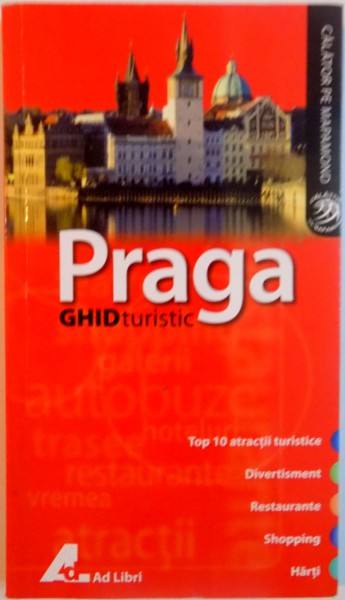 CĂLĂTOR PE MAPAMOND
Praga
GHIDturistic
galerii
autobuze
hoteluri
trasee
restaurante
vremea
atracții
Top 10 atracții turistice
Divertisment
Restaurante
Shopping
Hărți
Ad Libri